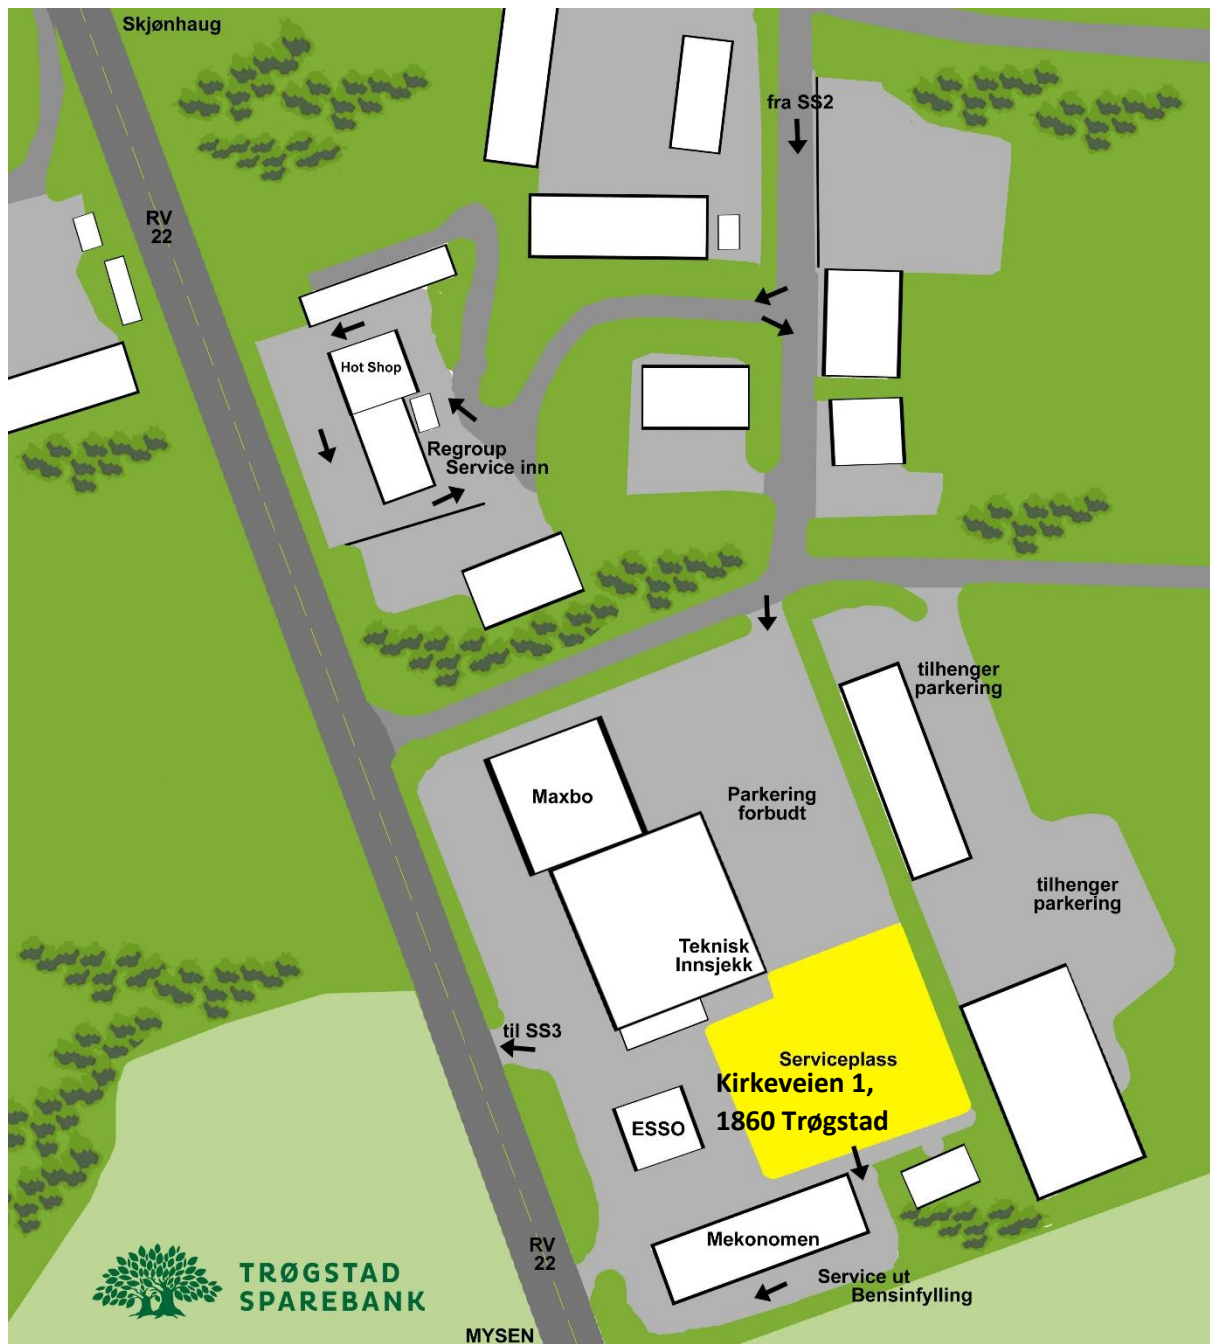 Skjønhaug
fra SS2
RV
22
Hot Shop
Regroup
Service inn
tilhenger
parkering
Maxbo
Parkering
forbudt
tilhenger
parkering
Teknisk
Innsjekk
til SS3
Serviceplass
Kirkeveien 1,
1860 Trøgstad
ESSO
Mekonomen
RV
22
Service ut
Bensinfylling
TRØGSTAD
SPAREBANK
MYSEN